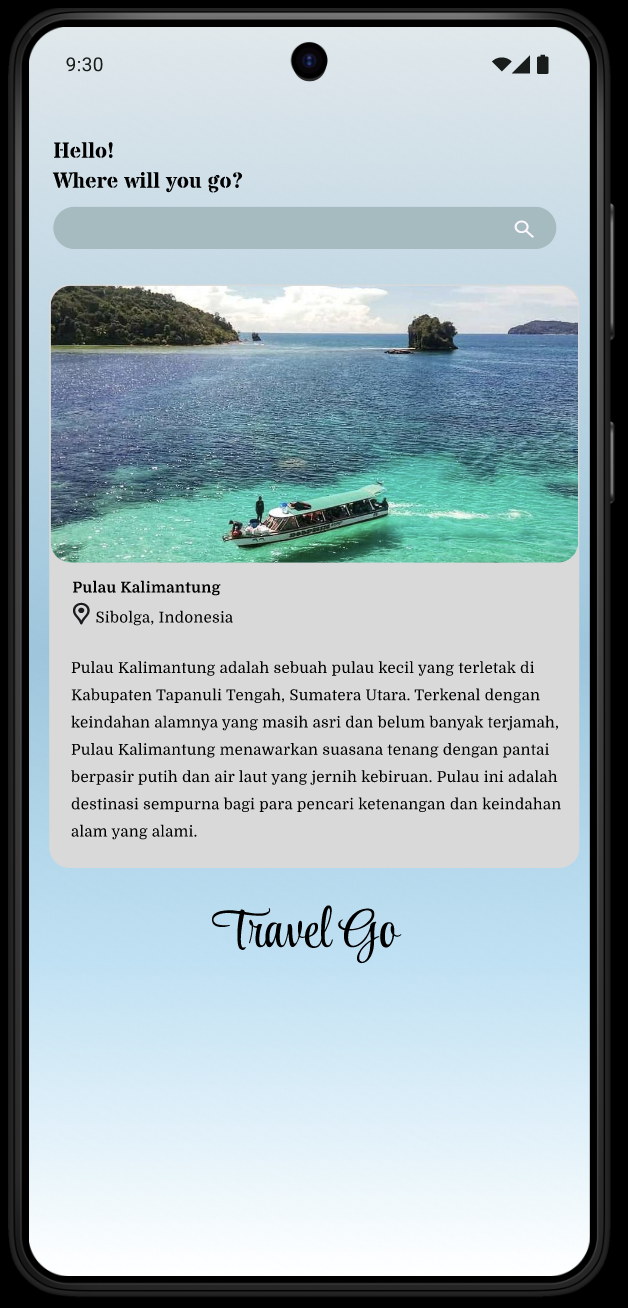 9:30
Hello!
Where will you go?
Pulau Kalimantung
Sibolga, Indonesia
Pulau Kalimantung adalah sebuah pulau kecil yang terletak di
Kabupaten Tapanuli Tengah, Sumatera Utara. Terkenal dengan
keindahan alamnya yang masih asri dan belum banyak terjamah,
Pulau Kalimantung menawarkan suasana tenang dengan pantai
berpasir putih dan air laut yang jernih kebiruan. Pulau ini adalah
destinasi sempurna bagi para pencari ketenangan dan keindahan
alam yang alami.
Travel Go